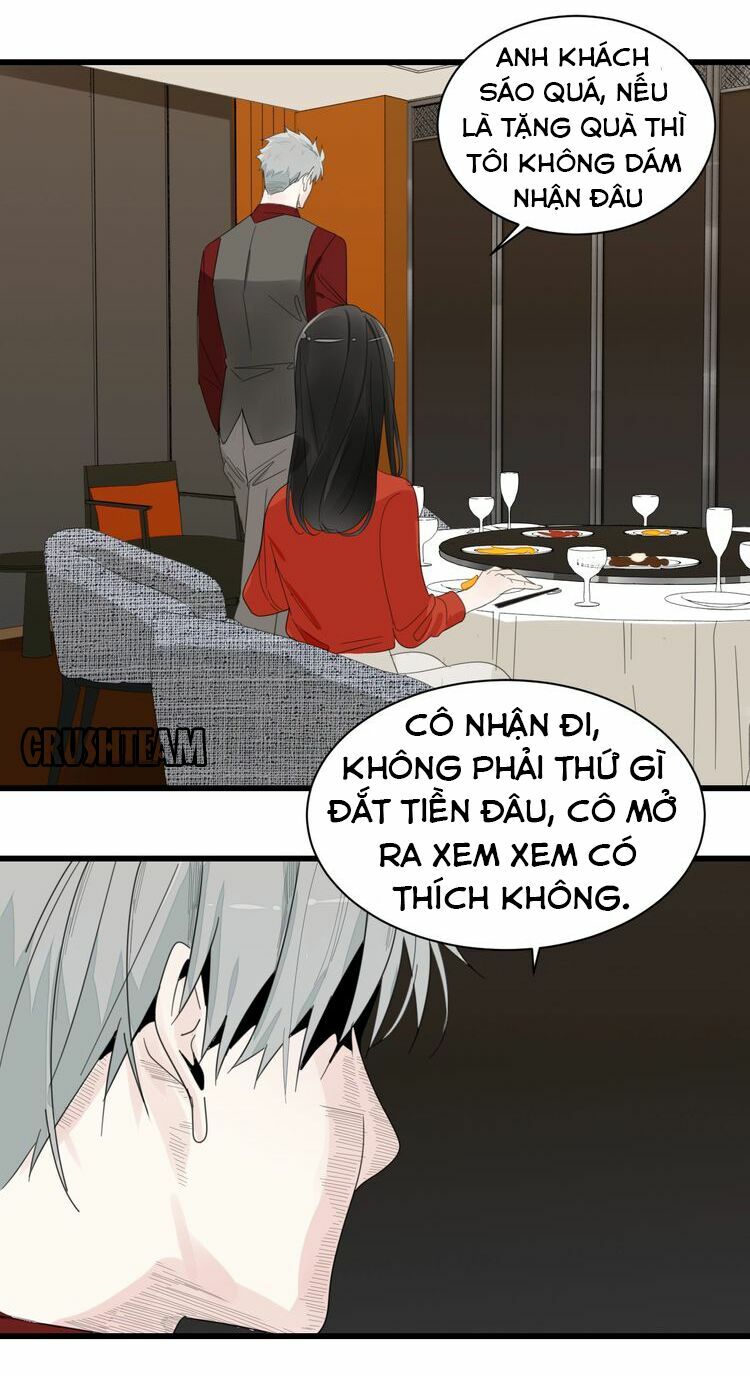 ANH KHÁCH
SÁO QUÁ, NẾU
LÀ TẶNG QUÀ THÌ
TÔI KHÔNG DÁM
NHẬN ĐÂU
CRUSHTEAM
CÔ NHẬN ĐI,
KHÔNG PHẢI THỨ GÌ
ĐẮT TIỀN ĐÂU, CÔ MỞ
RA XEM XEM CÓ
THÍCH KHÔNG.